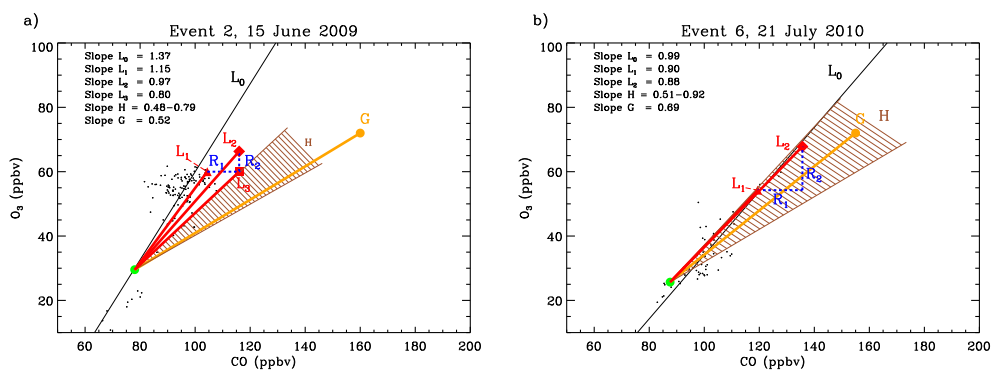 a)
Event 2, 15 June 2009
Slope L0 = 1.37
Slope L1 = 1.15
Slope L2 = 0.97
Slope L3 = 0.80
Slope H = 0.48-0.79
Slope G = 0.52
L0
G
L2
H
L1
R1
R2
L3
100
80
60
40
20
O3 (ppbv)
60 80 100 120 140 160 180 200
CO (ppbv)
b)
Event 6, 21 July 2010
Slope L0 = 0.99
Slope L1 = 0.90
Slope L2 = 0.88
Slope H = 0.51-0.92
Slope G = 0.69
L0
G
H
L2
R2
L1
R1
100
80
60
40
20
O3 (ppbv)
60 80 100 120 140 160 180 200
CO (ppbv)